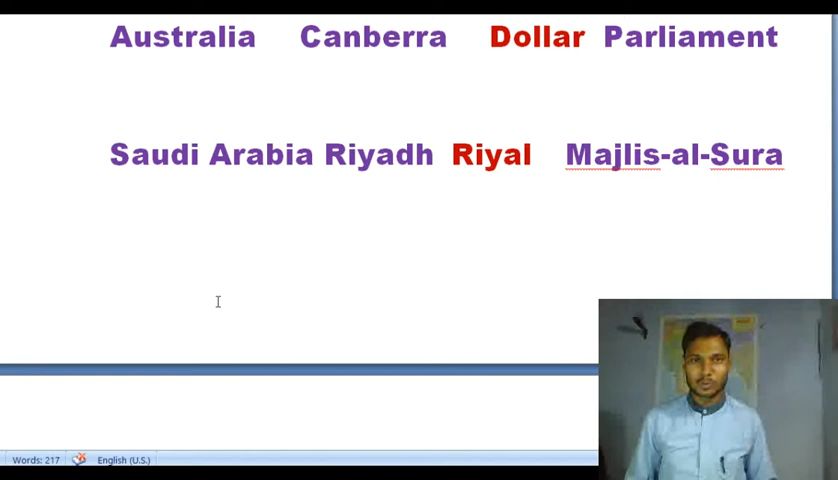 Australia Canberra Dollar Parliament
Saudi Arabia Riyadh Riyal Majlis-al-Sura
Words: 217 English (U.S.)